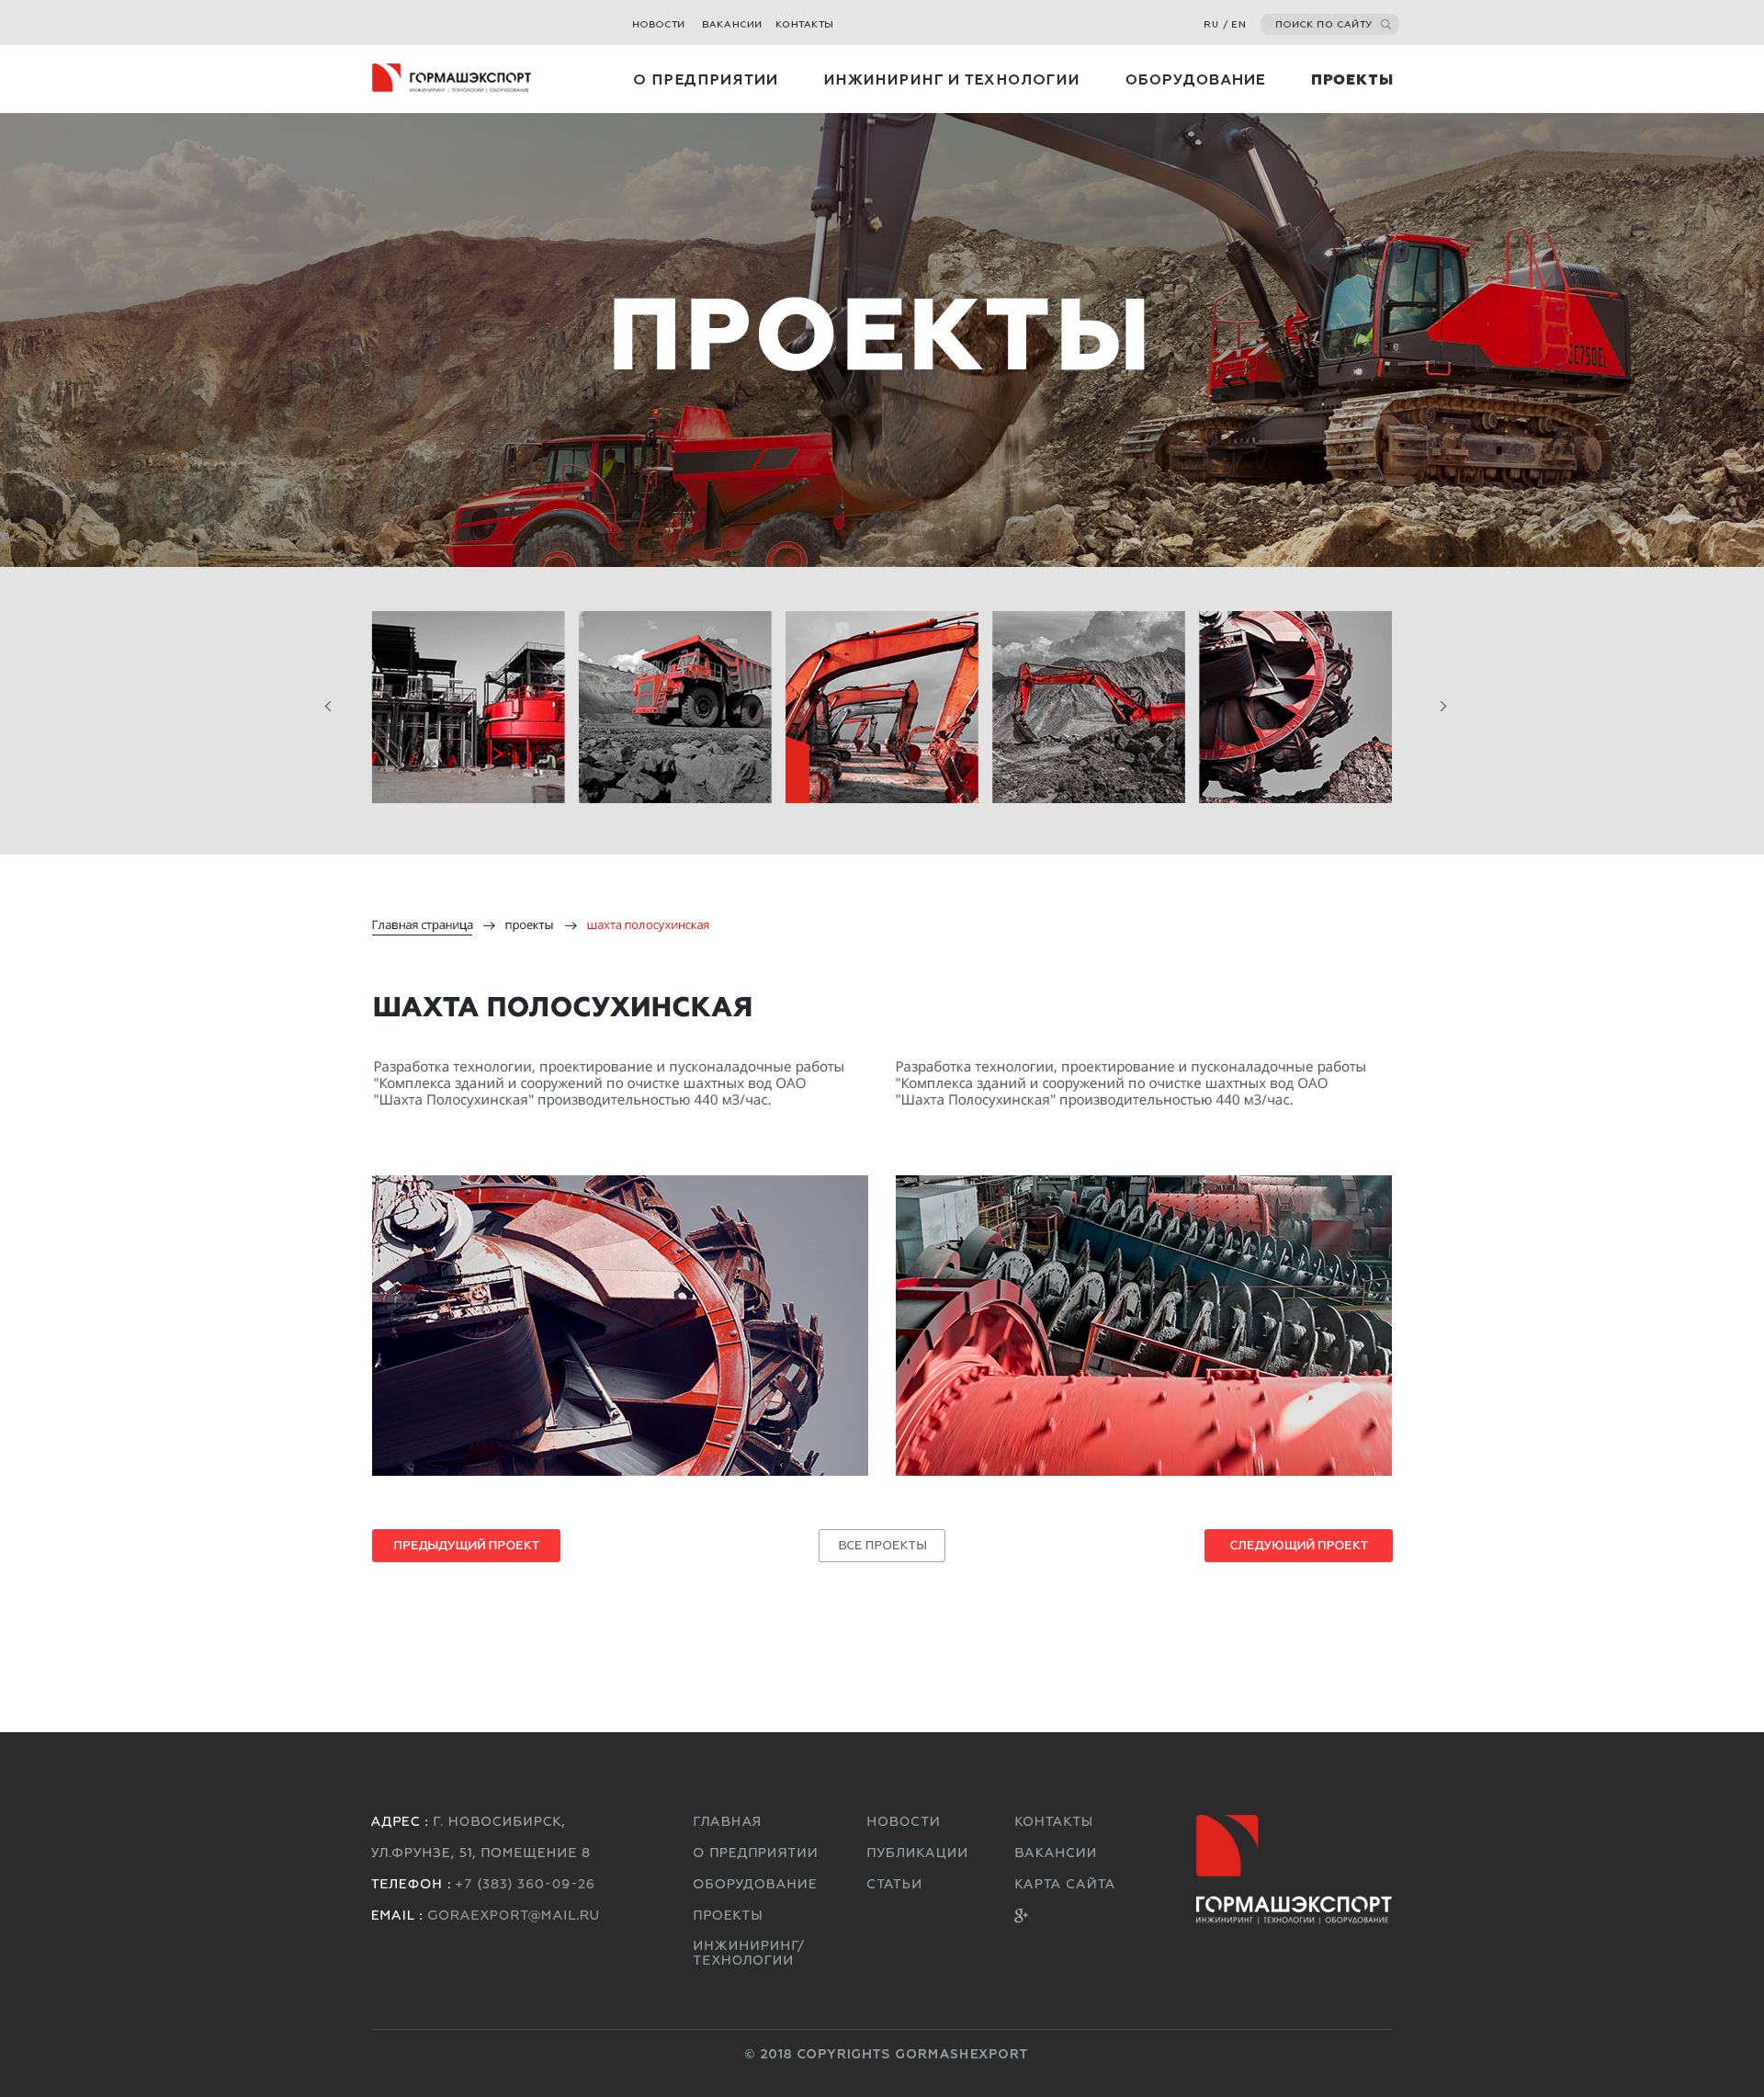 НОВОСТИ ВАКАНСИИ КОНТАКТЫ RU / EN ПОИСК ПО САЙТУ
ГОРМАШЭКСПОРТ
ИНЖИНИРИНГ | ТЕХНОЛОГИИ | ОБОРУДОВАНИЕ
О ПРЕДПРИЯТИИ ИНЖИНИРИНГ И ТЕХНОЛОГИИ ОБОРУДОВАНИЕ ПРОЕКТЫ
ПРОЕКТЫ
Главная страница → проекты → шахта полосухинская
ШАХТА ПОЛОСУХИНСКАЯ
Разработка технологии, проектирование и пусконаладочные работы
"Комплекса зданий и сооружений по очистке шахтных вод ОАО
"Шахта Полосухинская" производительностью 440 м3/час.
Разработка технологии, проектирование и пусконаладочные работы
"Комплекса зданий и сооружений по очистке шахтных вод ОАО
"Шахта Полосухинская" производительностью 440 м3/час.
ПРЕДЫДУЩИЙ ПРОЕКТ ВСЕ ПРОЕКТЫ СЛЕДУЮЩИЙ ПРОЕКТ
АДРЕС : Г. НОВОСИБИРСК,
УЛ.ФРУНЗЕ, 51, ПОМЕЩЕНИЕ 8
ТЕЛЕФОН : +7 (383) 360-09-26
EMAIL : GORAEXPORT@MAIL.RU
ГЛАВНАЯ
О ПРЕДПРИЯТИИ
ОБОРУДОВАНИЕ
ПРОЕКТЫ
ИНЖИНИРИНГ/
ТЕХНОЛОГИИ
НОВОСТИ
ПУБЛИКАЦИИ
СТАТЬИ
КОНТАКТЫ
ВАКАНСИИ
КАРТА САЙТА
g+
ГОРМАШЭКСПОРТ
ИНЖИНИРИНГ | ТЕХНОЛОГИИ | ОБОРУДОВАНИЕ
© 2018 COPYRIGHTS GORMASHEXPORT